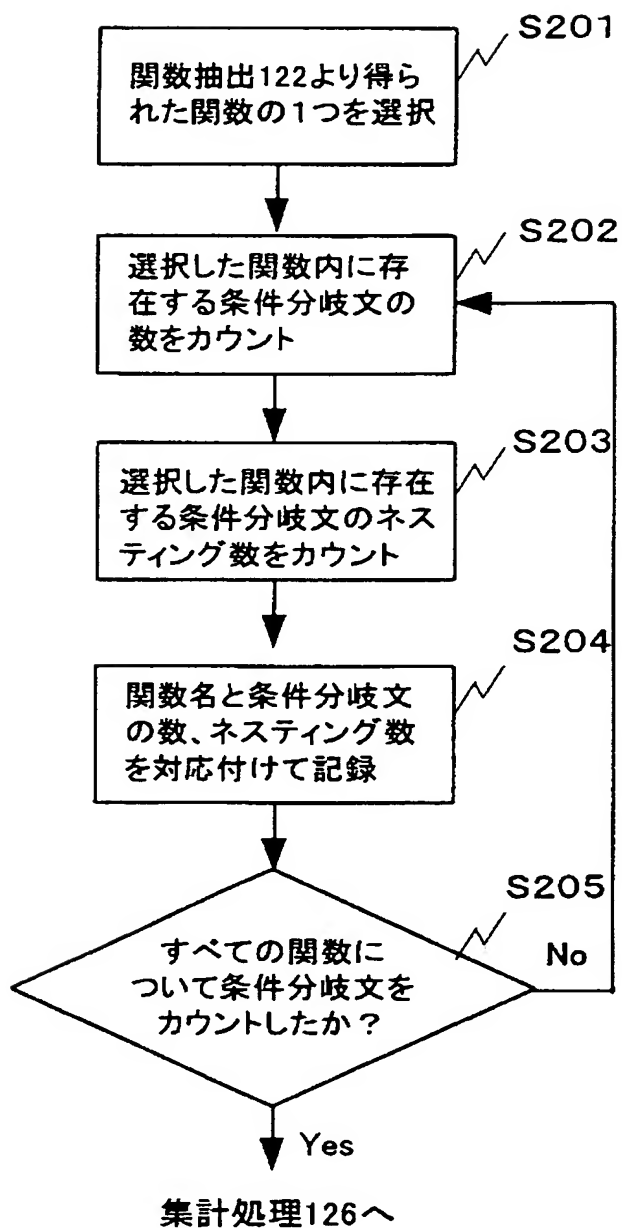 S201
関数抽出122より得ら
れた関数の1つを選択
S202
選択した関数内に存
在する条件分岐文の
数をカウント
S203
選択した関数内に存在
する条件分岐文のネス
ティング数をカウント
S204
関数名と条件分岐文
の数、ネスティング数
を対応付けて記録
S205
すべての関数に
ついて条件分岐文を
カウントしたか?
No
Yes
集計処理126へ